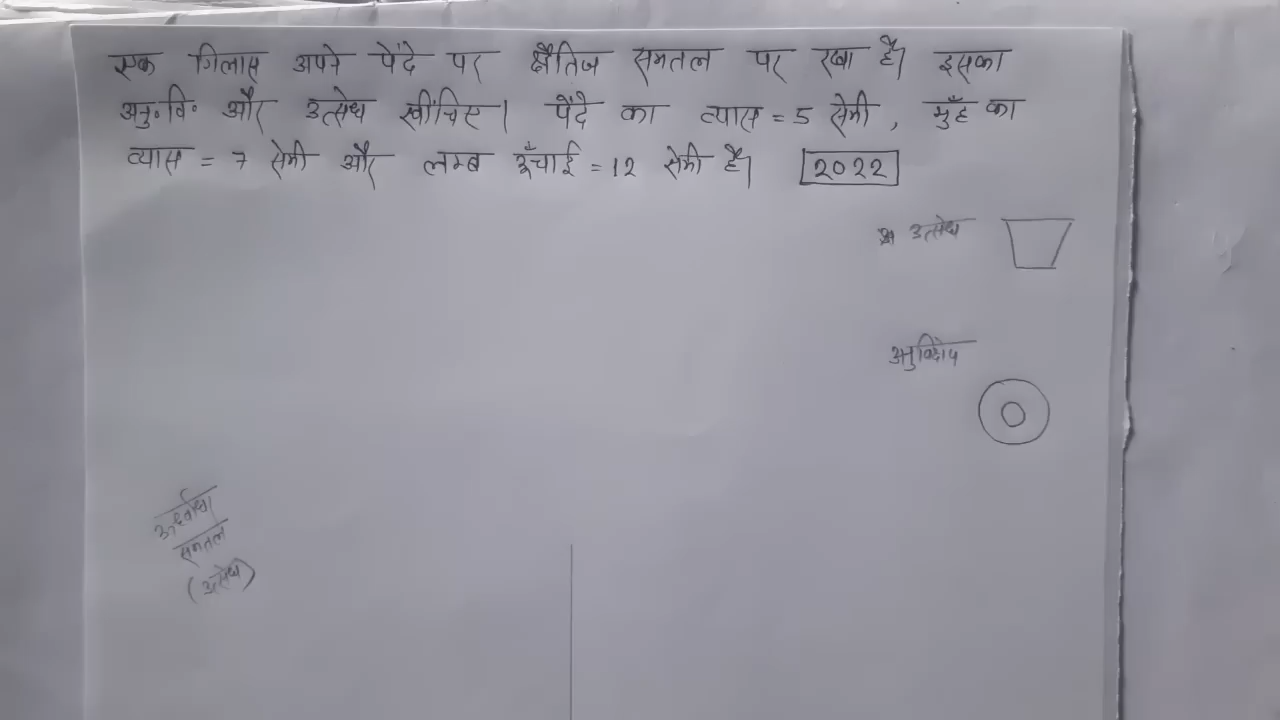 एक गिलास अपने पेंदे पर क्षैतिज समतल पर रखा है। इसका
अनु॰वि॰ और उत्सेध खींचिए। पेंदे का व्यास = 5 सेमी, मुँह का
व्यास = 7 सेमी और लम्ब ऊँचाई = 12 सेमी है। 2022
उत्सेध
अनुविक्षेप
ऊर्ध्वाधर
समतल
(उत्सेध)